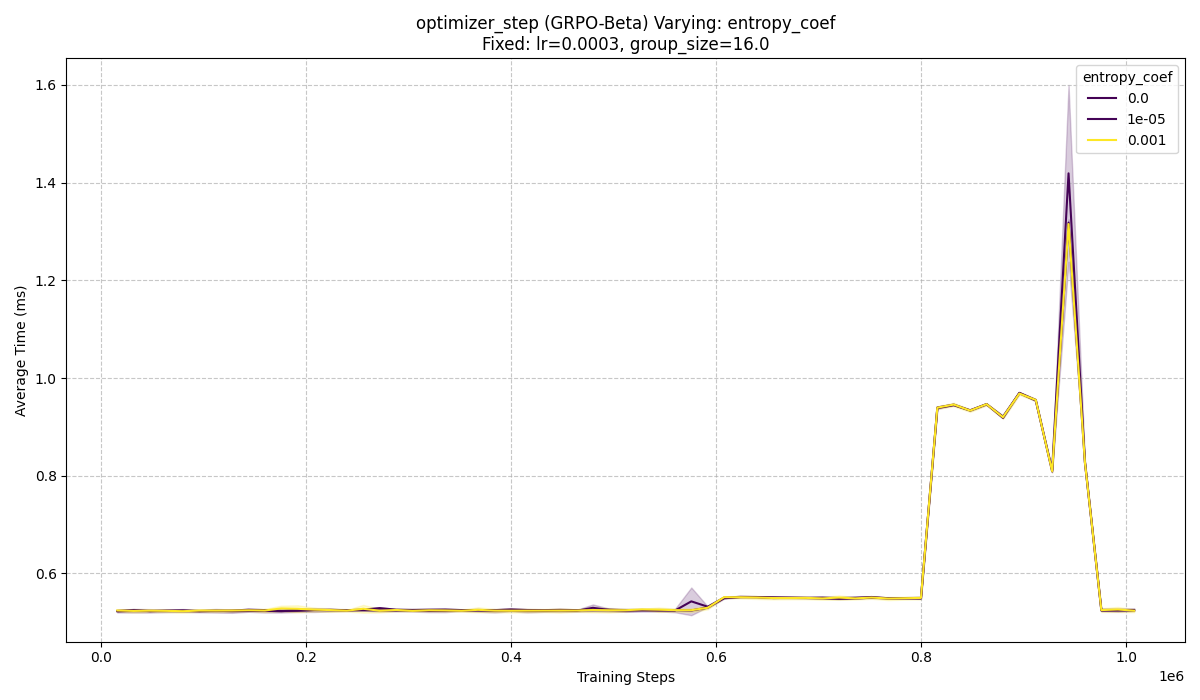 optimizer_step (GRPO-Beta) Varying: entropy_coef
Fixed: lr=0.0003, group_size=16.0
entropy_coef
0.0
1e-05
0.001
Average Time (ms)
1.6
1.4
1.2
1.0
0.8
0.6
0.0
0.2
0.4
0.6
0.8
1.0
1e6
Training Steps